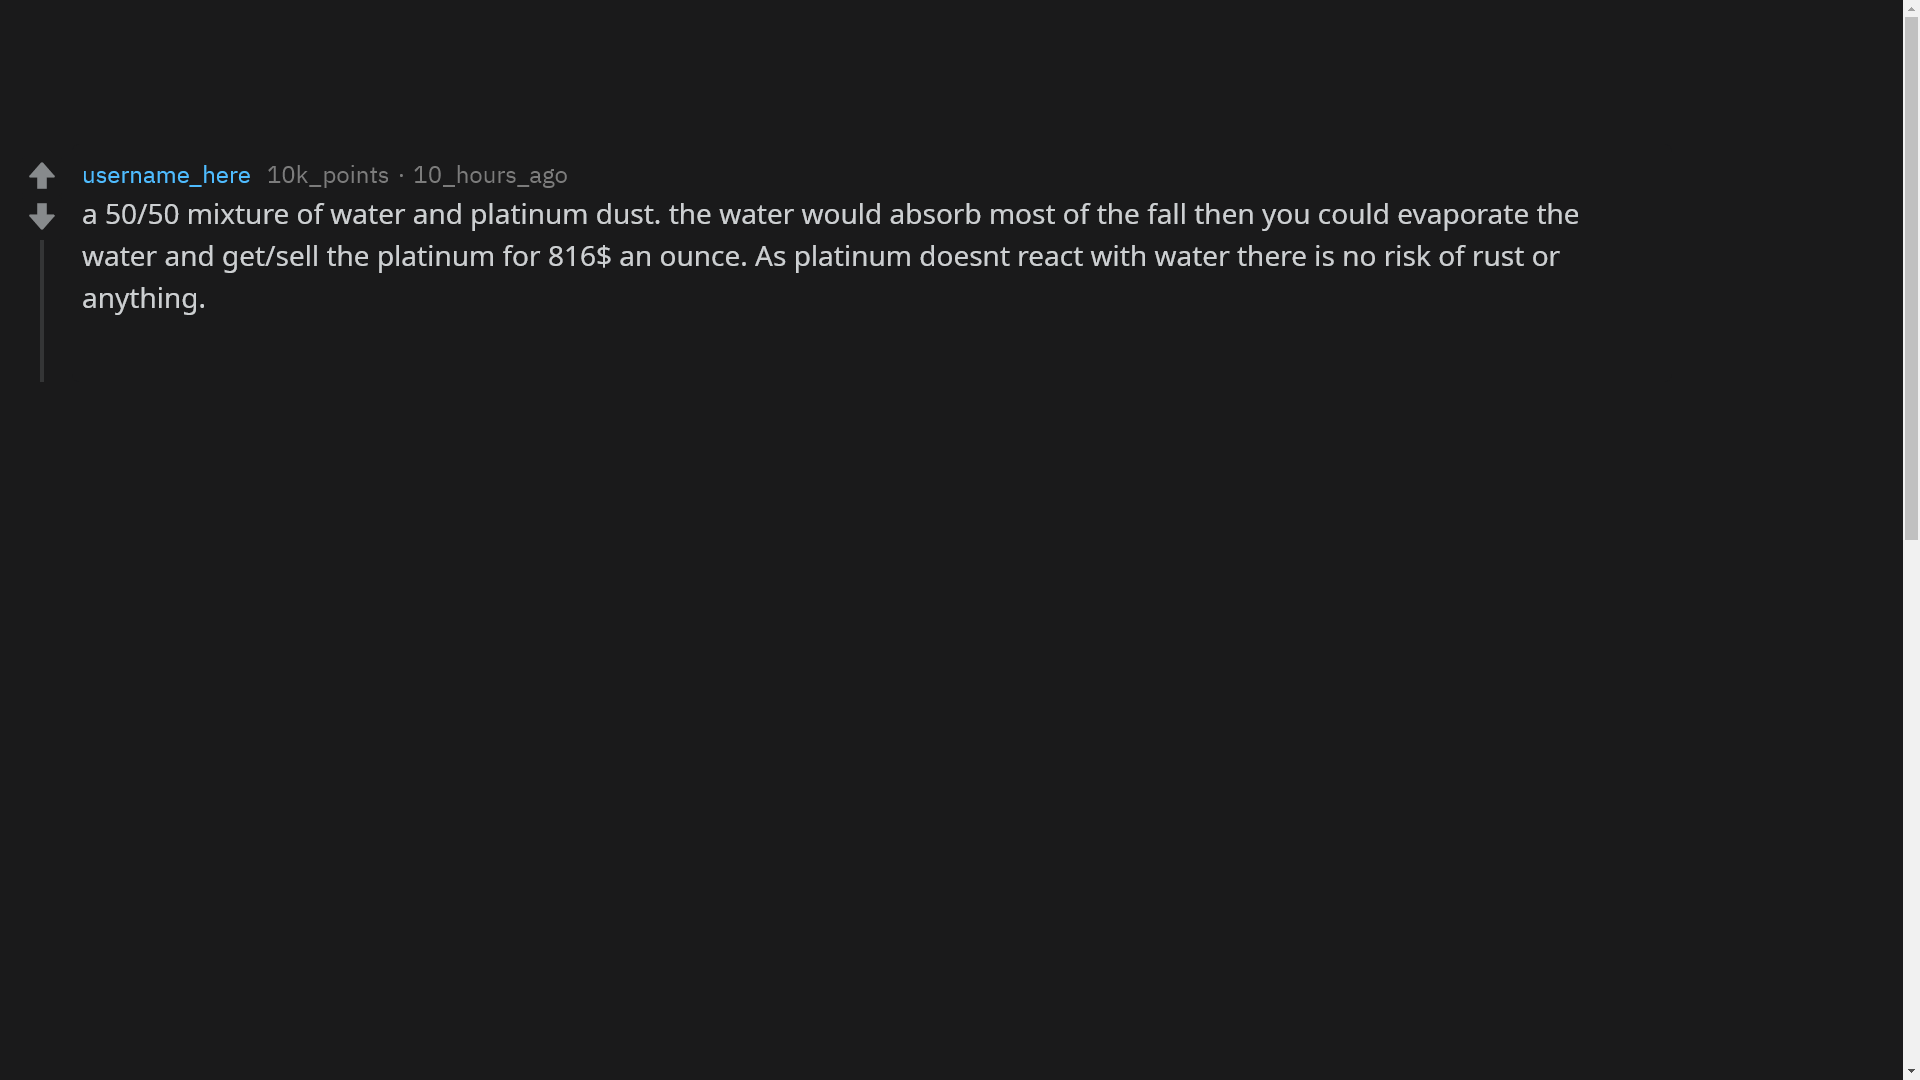 username_here 10k_points · 10_hours_ago
a 50/50 mixture of water and platinum dust. the water would absorb most of the fall then you could evaporate the
water and get/sell the platinum for 816$ an ounce. As platinum doesnt react with water there is no risk of rust or
anything.